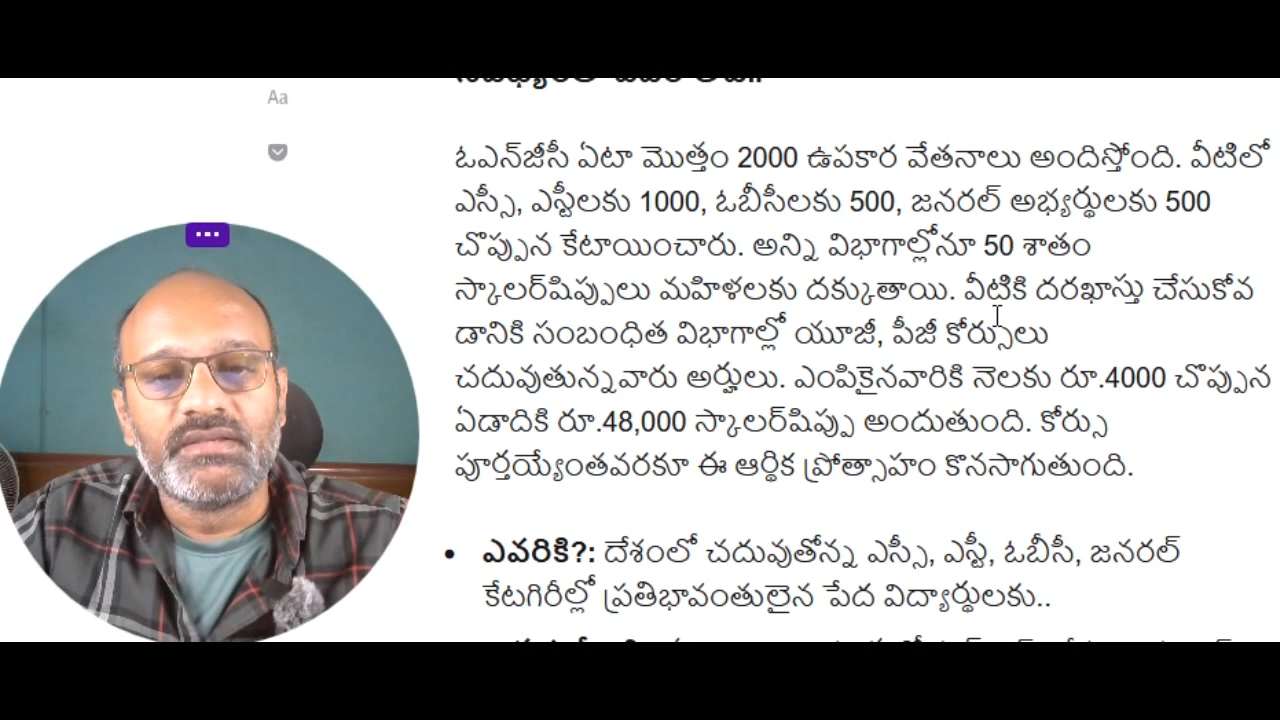 Aa
ఓఎన్‌జీసీ ఏటా మొత్తం 2000 ఉపకార వేతనాలు అందిస్తోంది. వీటిలో
ఎస్సీ, ఎస్టీలకు 1000, ఓబీసీలకు 500, జనరల్ అభ్యర్థులకు 500
చొప్పున కేటాయించారు. అన్ని విభాగాల్లోనూ 50 శాతం
స్కాలర్‌షిప్పులు మహిళలకు దక్కుతాయి. వీటికి దరఖాస్తు చేసుకోవ
డానికి సంబంధిత విభాగాల్లో యూజీ, పీజీ కోర్సులు
చదువుతున్నవారు అర్హులు. ఎంపికైనవారికి నెలకు రూ.4000 చొప్పున
ఏడాదికి రూ.48,000 స్కాలర్‌షిప్పు అందుతుంది. కోర్సు
పూర్తయ్యేంతవరకూ ఈ ఆర్థిక ప్రోత్సాహం కొనసాగుతుంది.
• ఎవరికి?: దేశంలో చదువుతోన్న ఎస్సీ, ఎస్టీ, ఓబీసీ, జనరల్
కేటగిరీల్లో ప్రతిభావంతులైన పేద విద్యార్థులకు..